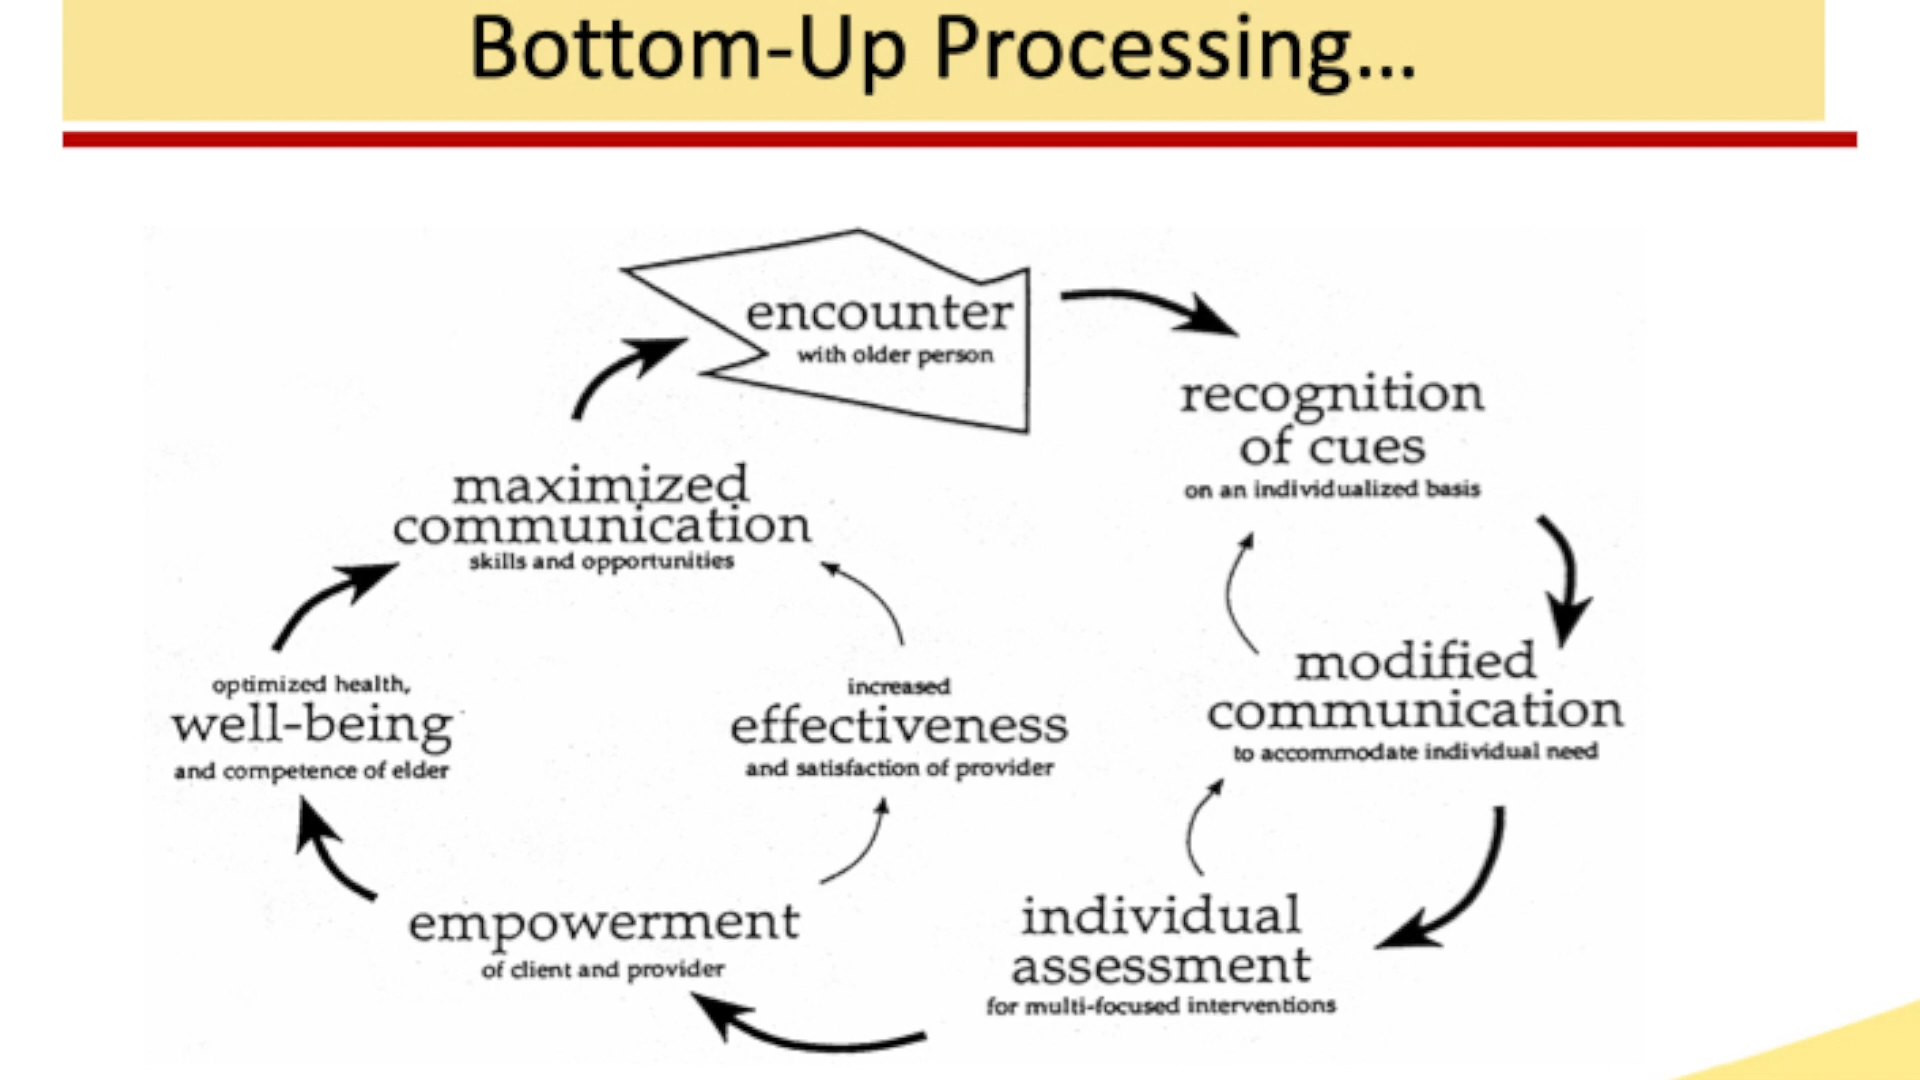 Bottom-Up Processing...
encounter
with older person
recognition
of cues
on an individualized basis
modified
communication
to accommodate individual need
individual
assessment
for multi-focused interventions
empowerment
of client and provider
increased
effectiveness
and satisfaction of provider
optimized health,
well-being
and competence of elder
maximized
communication
skills and opportunities